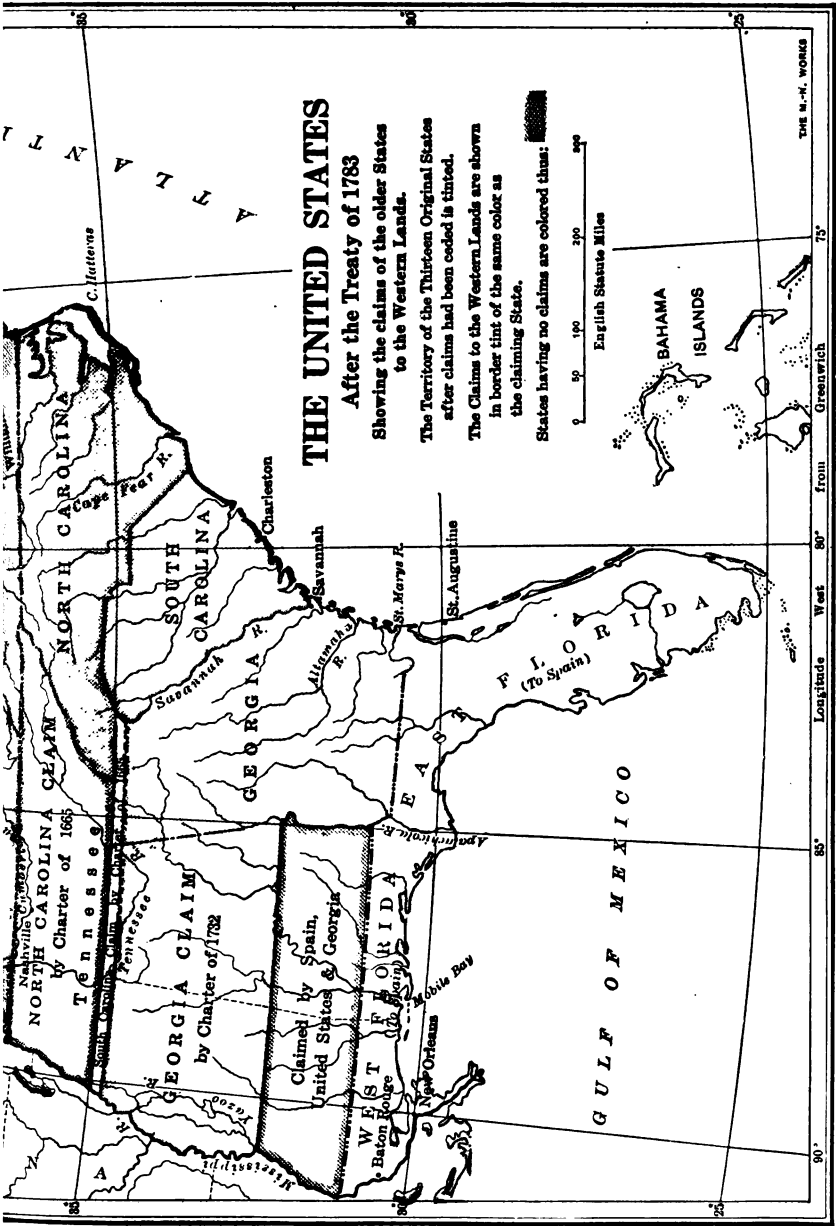 THE UNITED STATES
After the Treaty of 1783
Showing the claims of the older States
to the Western Lands.
The Territory of the Thirteen Original States
after claims had been ceded is tinted.
The Claims to the Western Lands are shown
in border tint of the same color as
the claiming State.
States having no claims are colored thus:
0 50 100 200 300
English Statute Miles
ATLANTI
C. Hatteras
NORTH CAROLINA
Cape Fear R.
SOUTH
CAROLINA
Charleston
Savannah
Savannah R.
GEORGIA
Altamaha
R.
St. Marys R.
St. Augustine
NORTH CAROLINA CLAIM
by Charter of 1665
Nashville
Tennessee
South Carolina Claim by Charter of
Tennessee
R.
GEORGIA CLAIM
by Charter of 1732
Claimed by Spain,
United States & Georgia
WEST FLORIDA
(To Spain)
EAST FLORIDA
(To Spain)
Apalachicola R.
Mobile Bay
New Orleans
Baton Rouge
Mississippi
R.
Yazoo
R.
Z
A
GULF OF MEXICO
BAHAMA
ISLANDS
35
30
25
35
30
25
90°
85°
80°
75°
Longitude West from Greenwich
THE M.-N. WORKS